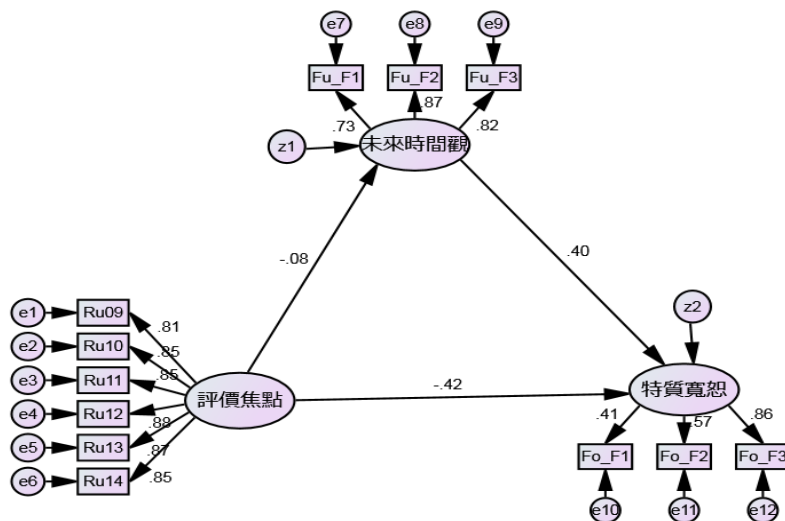 e7 e8 e9
Fu_F1 Fu_F2 Fu_F3
.73 .87 .82
z1 未來時間觀
-.08 .40
z2
e1 Ru09
.81
e2 Ru10
.85
e3 Ru11
.85
e4 Ru12
.88
e5 Ru13
.87
e6 Ru14
.85
評價焦點
-.42
特質寬恕
.41 .57 .86
Fo_F1 Fo_F2 Fo_F3
e10 e11 e12